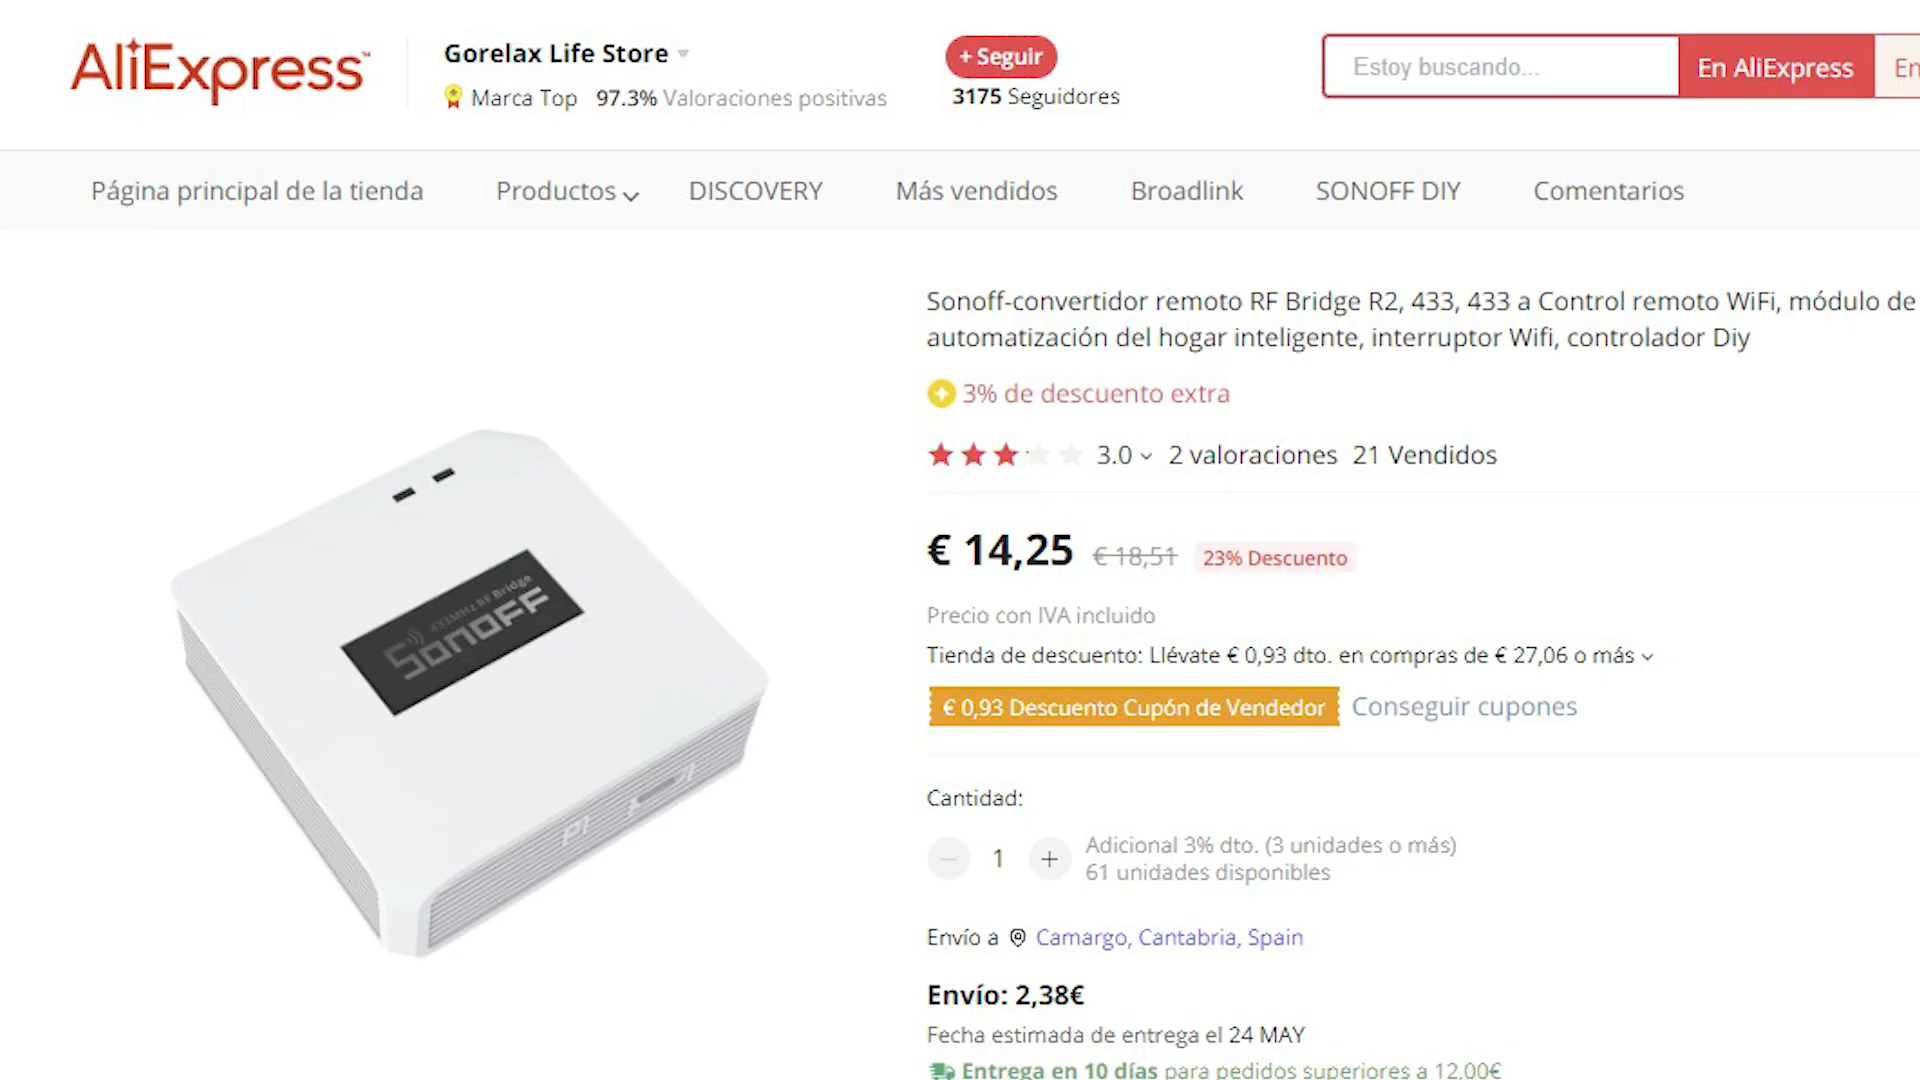 AliExpress™
Gorelax Life Store
Marca Top 97.3% Valoraciones positivas
+ Seguir
3175 Seguidores
Estoy buscando...
En AliExpress
En
Página principal de la tienda Productos DISCOVERY Más vendidos Broadlink SONOFF DIY Comentarios
433MHz RF Bridge
SONOFF
Sonoff-convertidor remoto RF Bridge R2, 433, 433 a Control remoto WiFi, módulo de
automatización del hogar inteligente, interruptor Wifi, controlador Diy
3% de descuento extra
3.0 2 valoraciones 21 Vendidos
€ 14,25 € 18,51 23% Descuento
Precio con IVA incluido
Tienda de descuento: Llévate € 0,93 dto. en compras de € 27,06 o más
€ 0,93 Descuento Cupón de Vendedor Conseguir cupones
Cantidad:
1
Adicional 3% dto. (3 unidades o más)
61 unidades disponibles
Envío a Camargo, Cantabria, Spain
Envío: 2,38€
Fecha estimada de entrega el 24 MAY
Entrega en 10 días para pedidos superiores a 12,00€